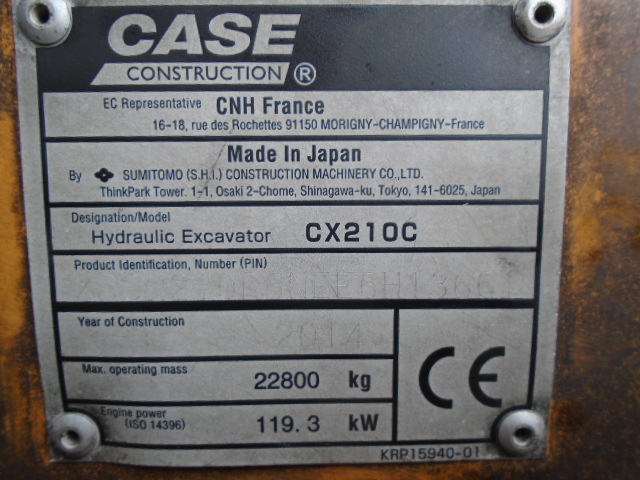 CASE
CONSTRUCTION ®
EC Representative CNH France
16-18, rue des Rochettes 91150 MORIGNY-CHAMPIGNY-France
Made In Japan
By SUMITOMO (S.H.I.) CONSTRUCTION MACHINERY CO.,LTD.
ThinkPark Tower. 1-1, Osaki 2-Chome, Shinagawa-ku, Tokyo, 141-6025, Japan
Designation/Model
Hydraulic Excavator CX210C
Product Identification, Number (PIN)
Year of Construction
2014
Max. operating mass
22800 kg
Engine power
(ISO 14396) 119.3 kW
CE
KRP15940-01